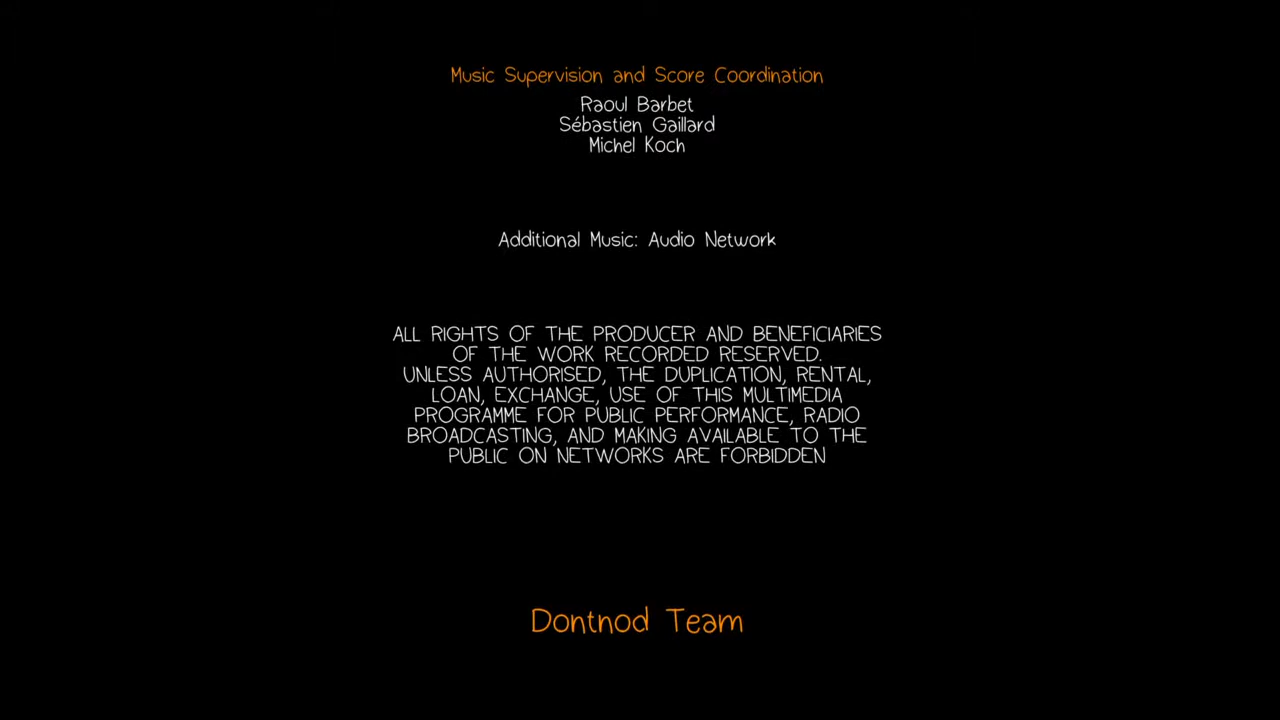 Music Supervision and Score Coordination
Raoul Barbet
Sébastien Gaillard
Michel Koch
Additional Music: Audio Network
ALL RIGHTS OF THE PRODUCER AND BENEFICIARIES
OF THE WORK RECORDED RESERVED.
UNLESS AUTHORISED, THE DUPLICATION, RENTAL,
LOAN, EXCHANGE, USE OF THIS MULTIMEDIA
PROGRAMME FOR PUBLIC PERFORMANCE, RADIO
BROADCASTING, AND MAKING AVAILABLE TO THE
PUBLIC ON NETWORKS ARE FORBIDDEN
Dontnod Team